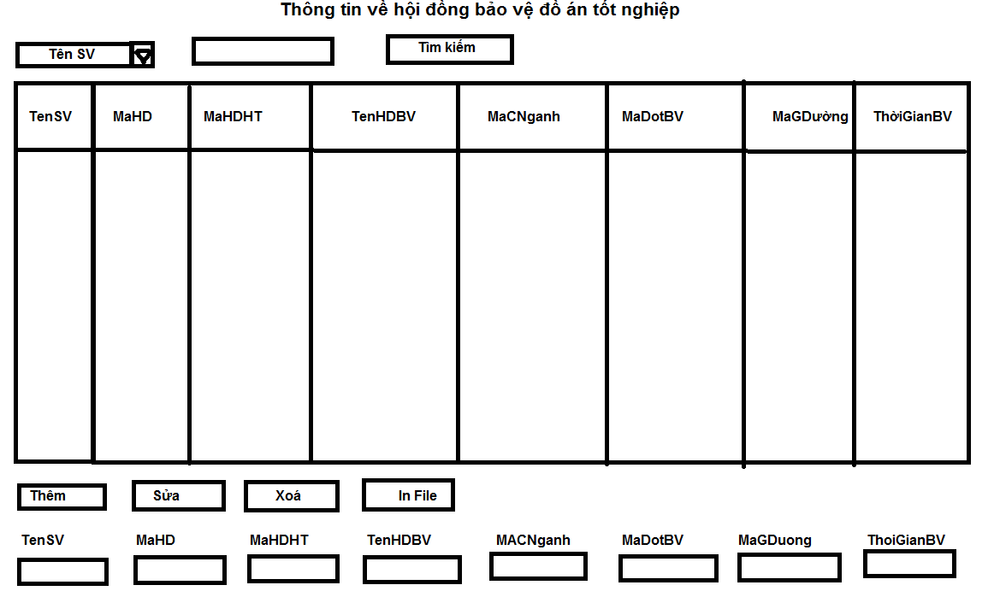 Thông tin về hội đồng bảo vệ đồ án tốt nghiệp
Tên SV Tìm kiếm
TenSV MaHD MaHDHT TenHDBV MaCNganh MaDotBV MaGDường ThờiGianBV
Thêm Sửa Xoá In File
TenSV MaHD MaHDHT TenHDBV MACNganh MaDotBV MaGDuong ThoiGianBV